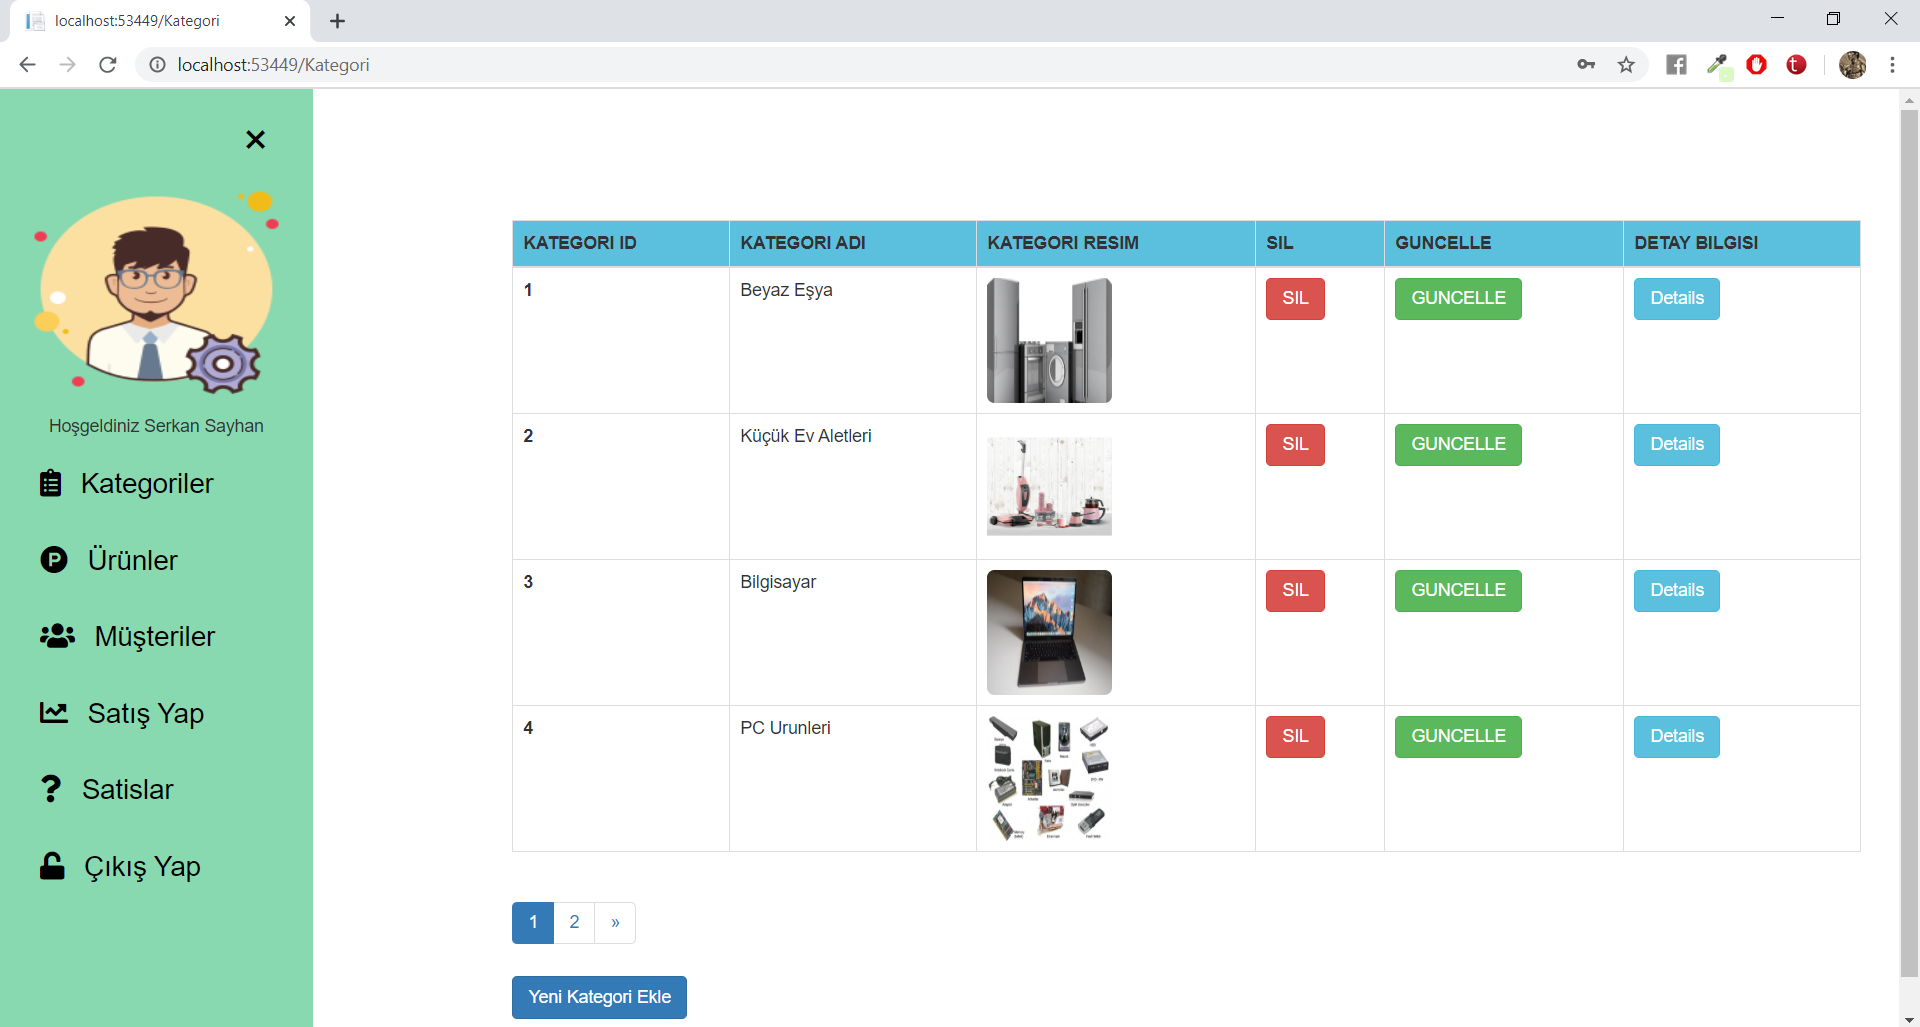 localhost:53449/Kategori
localhost:53449/Kategori
Hoşgeldiniz Serkan Sayhan
Kategoriler
Ürünler
Müşteriler
Satış Yap
Satislar
Çıkış Yap
KATEGORI ID KATEGORI ADI KATEGORI RESIM SIL GUNCELLE DETAY BILGISI
1 Beyaz Eşya SIL GUNCELLE Details
2 Küçük Ev Aletleri SIL GUNCELLE Details
3 Bilgisayar SIL GUNCELLE Details
4 PC Urunleri SIL GUNCELLE Details
1 2 »
Yeni Kategori Ekle